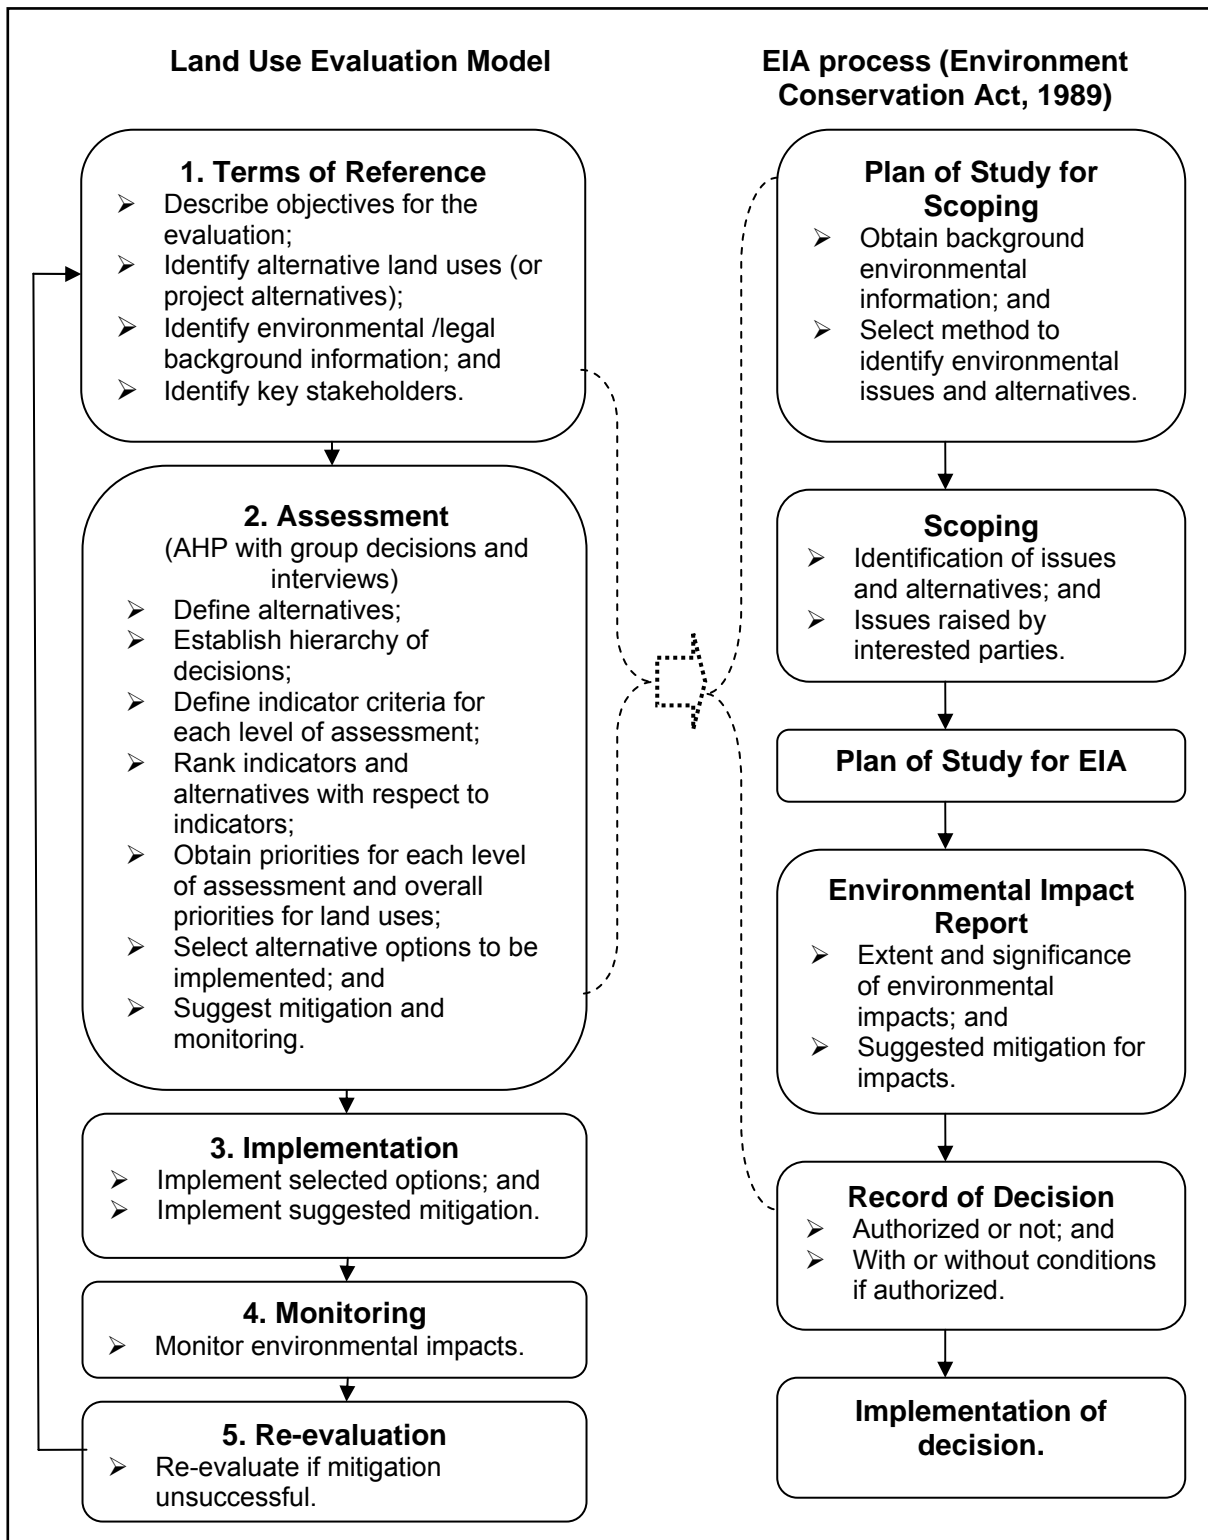 Land Use Evaluation Model
1. Terms of Reference
➢ Describe objectives for the
evaluation;
➢ Identify alternative land uses (or
project alternatives);
➢ Identify environmental /legal
background information; and
➢ Identify key stakeholders.
2. Assessment
(AHP with group decisions and
interviews)
➢ Define alternatives;
➢ Establish hierarchy of
decisions;
➢ Define indicator criteria for
each level of assessment;
➢ Rank indicators and
alternatives with respect to
indicators;
➢ Obtain priorities for each level
of assessment and overall
priorities for land uses;
➢ Select alternative options to be
implemented; and
➢ Suggest mitigation and
monitoring.
3. Implementation
➢ Implement selected options; and
➢ Implement suggested mitigation.
4. Monitoring
➢ Monitor environmental impacts.
5. Re-evaluation
➢ Re-evaluate if mitigation
unsuccessful.
EIA process (Environment
Conservation Act, 1989)
Plan of Study for
Scoping
➢ Obtain background
environmental
information; and
➢ Select method to
identify environmental
issues and alternatives.
Scoping
➢ Identification of issues
and alternatives; and
➢ Issues raised by
interested parties.
Plan of Study for EIA
Environmental Impact
Report
➢ Extent and significance
of environmental
impacts; and
➢ Suggested mitigation for
impacts.
Record of Decision
➢ Authorized or not; and
➢ With or without conditions
if authorized.
Implementation of
decision.